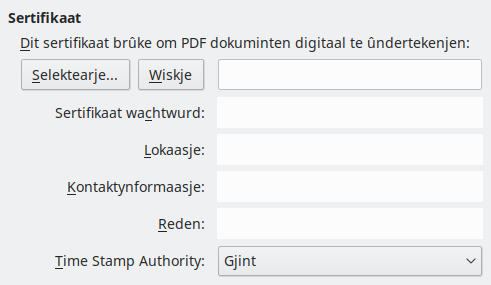 Sertifikaat
Dit sertifikaat brûke om PDF dokuminten digitaal te ûndertekenjen:
Selektearje... Wiskje
Sertifikaat wachtwurd:
Lokaasje:
Kontaktynformaasje:
Reden:
Time Stamp Authority: Gjint